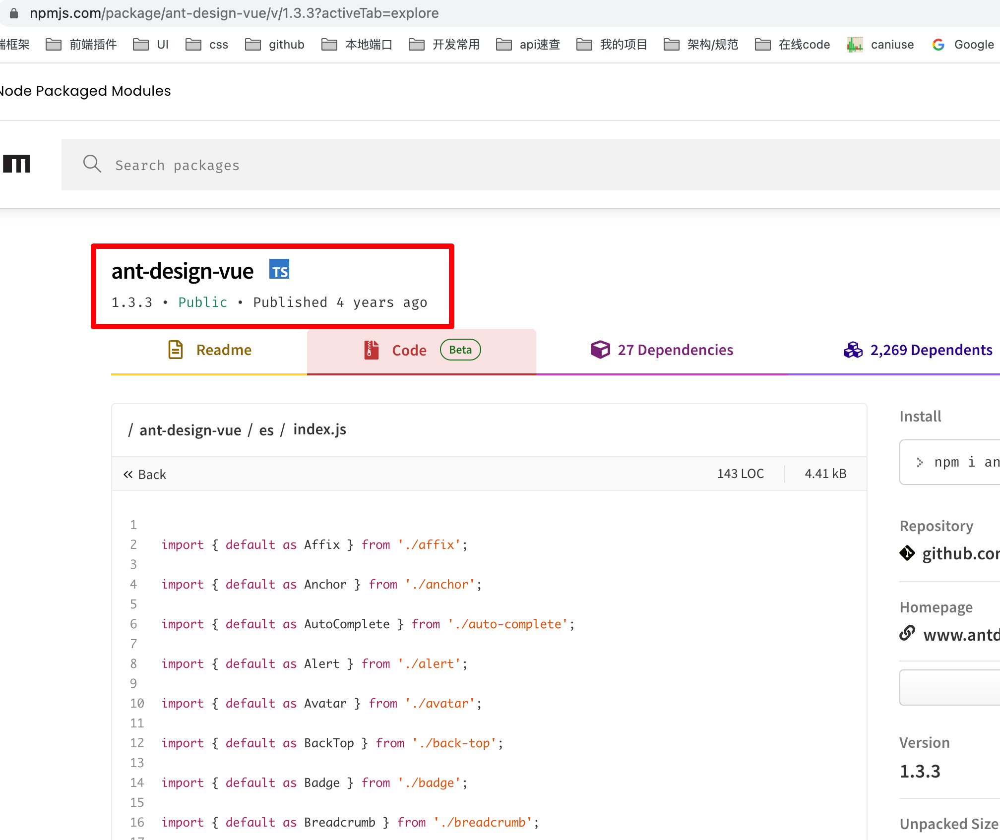 npmjs.com/package/ant-design-vue/v/1.3.3?activeTab=explore
端框架 前端插件 UI css github 本地端口 开发常用 api速查 我的项目 架构/规范 在线code caniuse Google
Node Packaged Modules
m
Search packages
ant-design-vue TS
1.3.3 • Public • Published 4 years ago
Readme Code Beta 27 Dependencies 2,269 Dependents
/ ant-design-vue / es / index.js
« Back 143 LOC 4.41 kB
1
2 import { default as Affix } from './affix';
3
4 import { default as Anchor } from './anchor';
5
6 import { default as AutoComplete } from './auto-complete';
7
8 import { default as Alert } from './alert';
9
10 import { default as Avatar } from './avatar';
11
12 import { default as BackTop } from './back-top';
13
14 import { default as Badge } from './badge';
15
16 import { default as Breadcrumb } from './breadcrumb';
17
Install
npm i an
Repository
github.com
Homepage
www.antd
Version
1.3.3
Unpacked Size